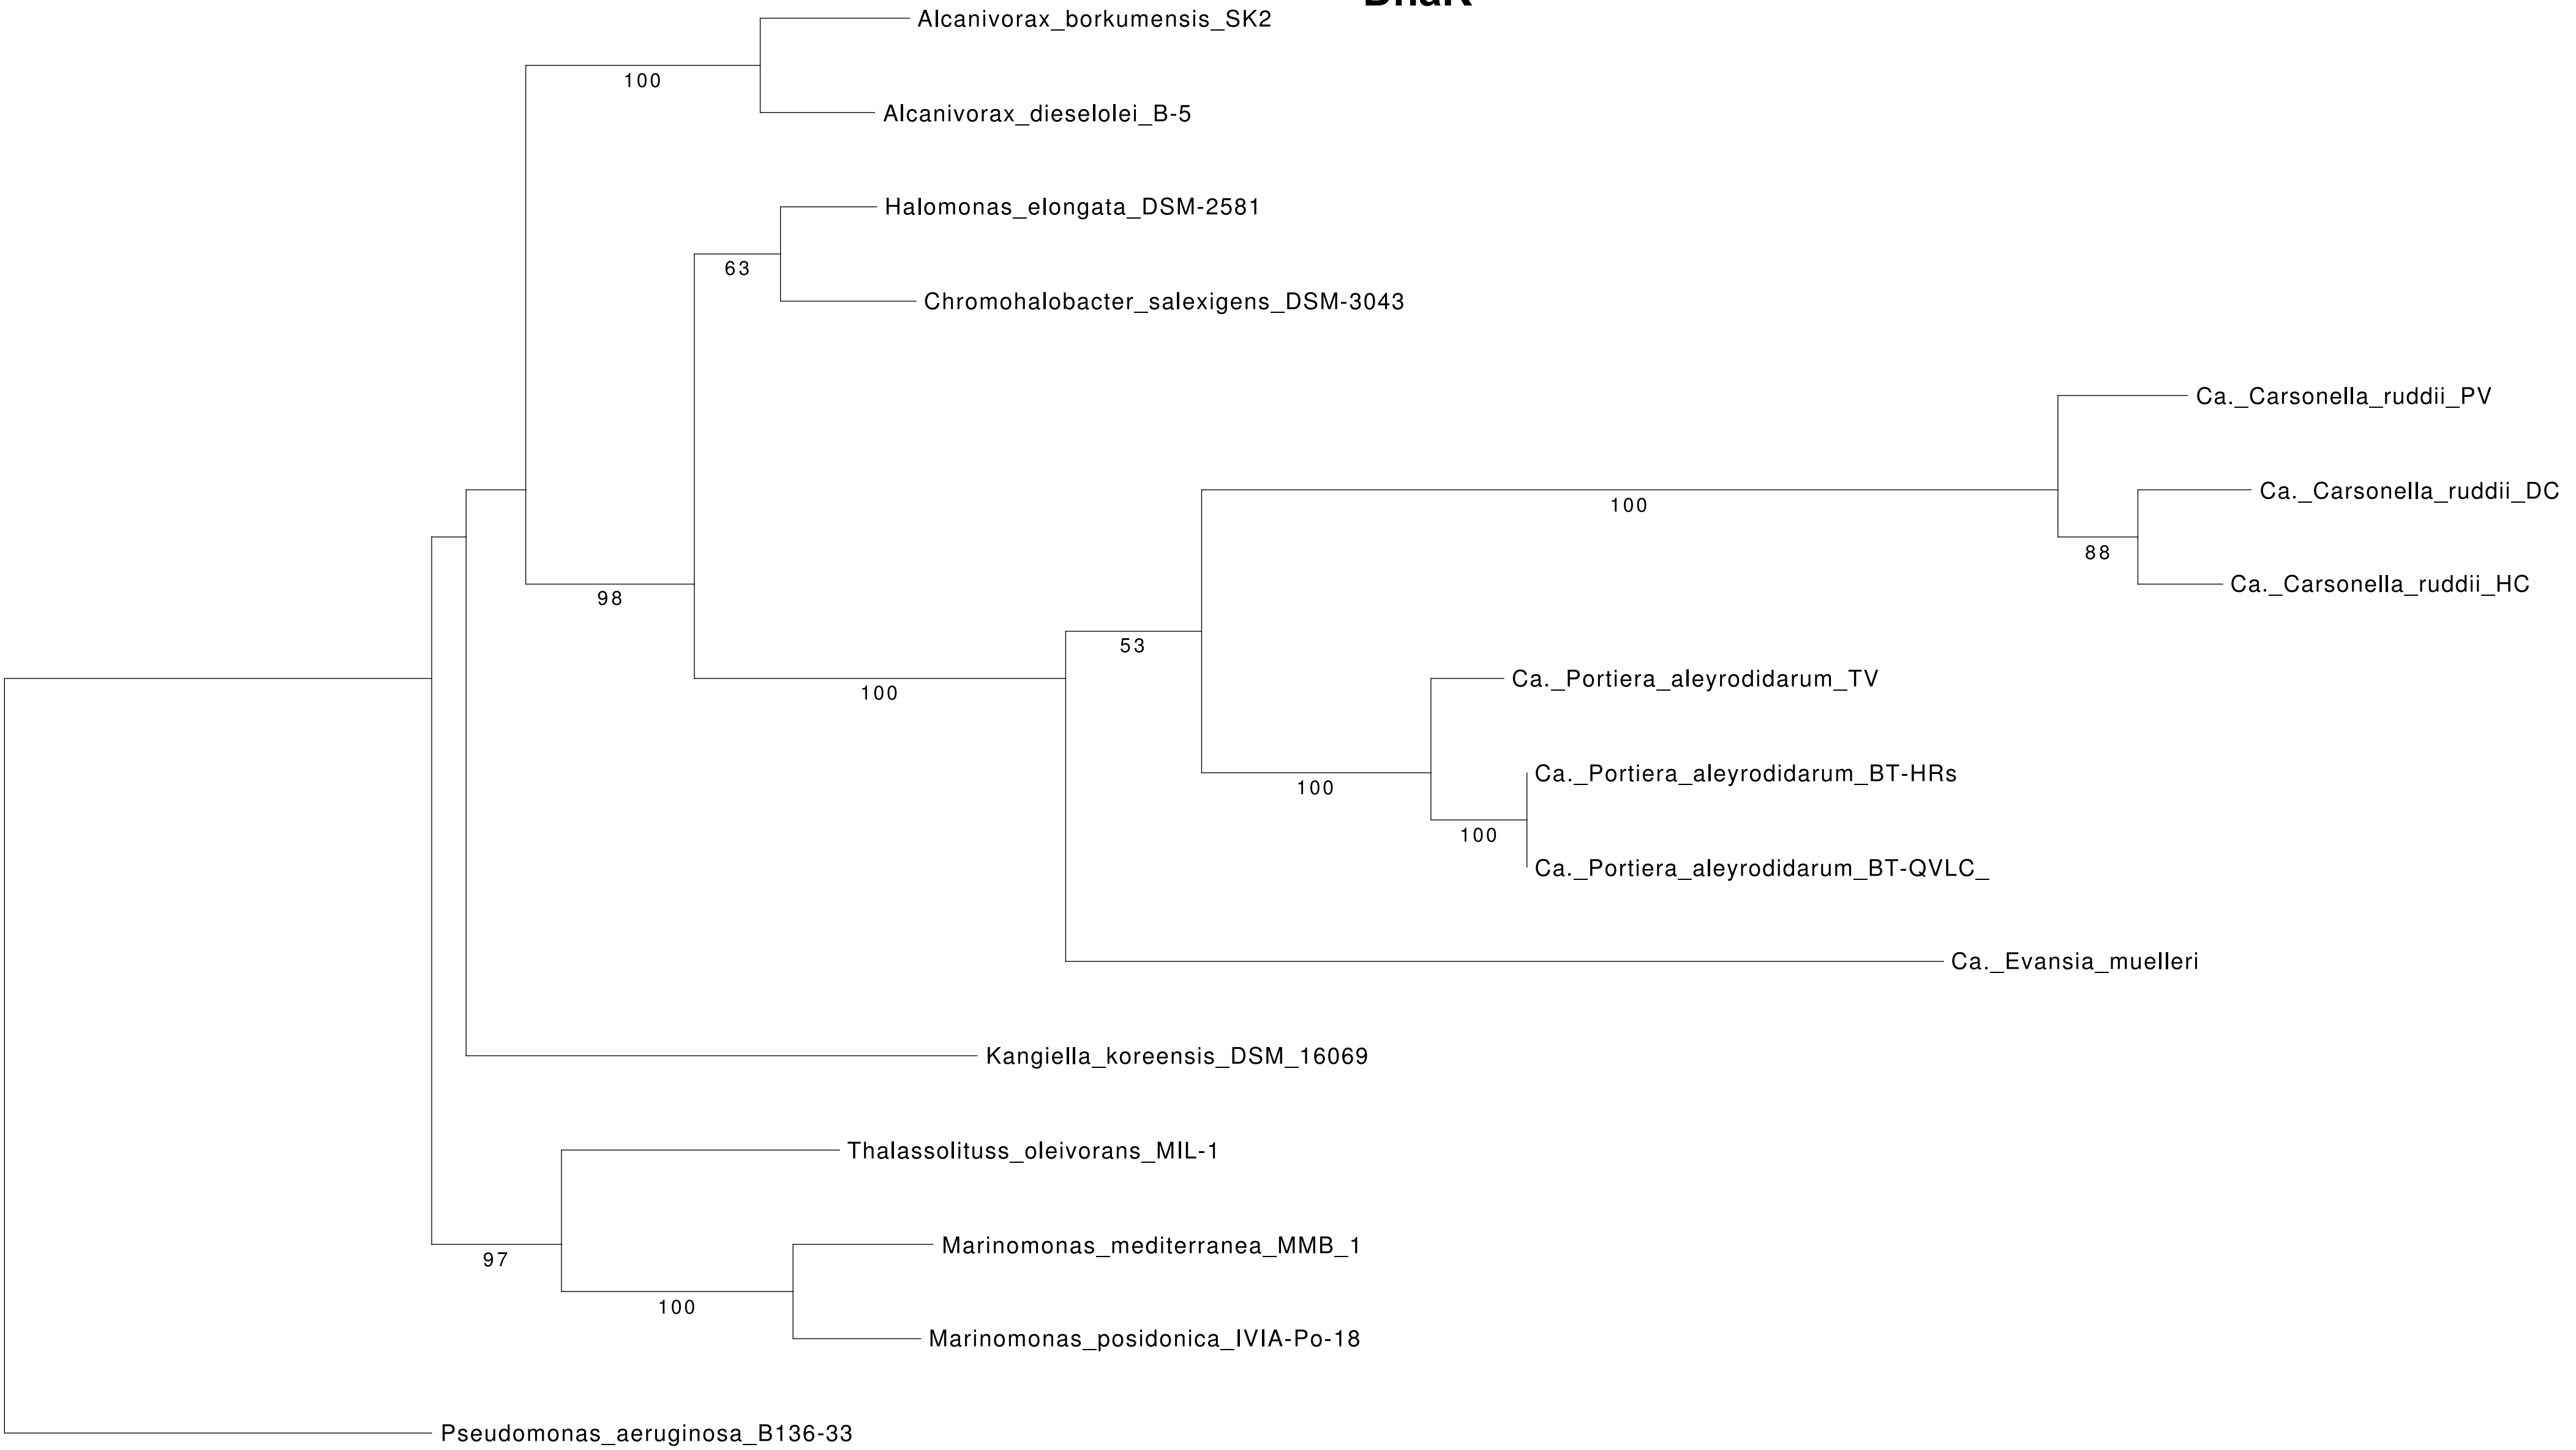 DnaK
Alcanivorax_borkumensis_SK2
100
Alcanivorax_dieselolei_B-5
Halomonas_elongata_DSM-2581
63
Chromohalobacter_salexigens_DSM-3043
Ca._Carsonella_ruddii_PV
Ca._Carsonella_ruddii_DC
100
88
Ca._Carsonella_ruddii_HC
98
53
Ca._Portiera_aleyrodidarum_TV
100
Ca._Portiera_aleyrodidarum_BT-HRs
100
100
Ca._Portiera_aleyrodidarum_BT-QVLC_
Ca._Evansia_muelleri
Kangiella_koreensis_DSM_16069
Thalassolituss_oleivorans_MIL-1
Marinomonas_mediterranea_MMB_1
97
100
Marinomonas_posidonica_IVIA-Po-18
Pseudomonas_aeruginosa_B136-33